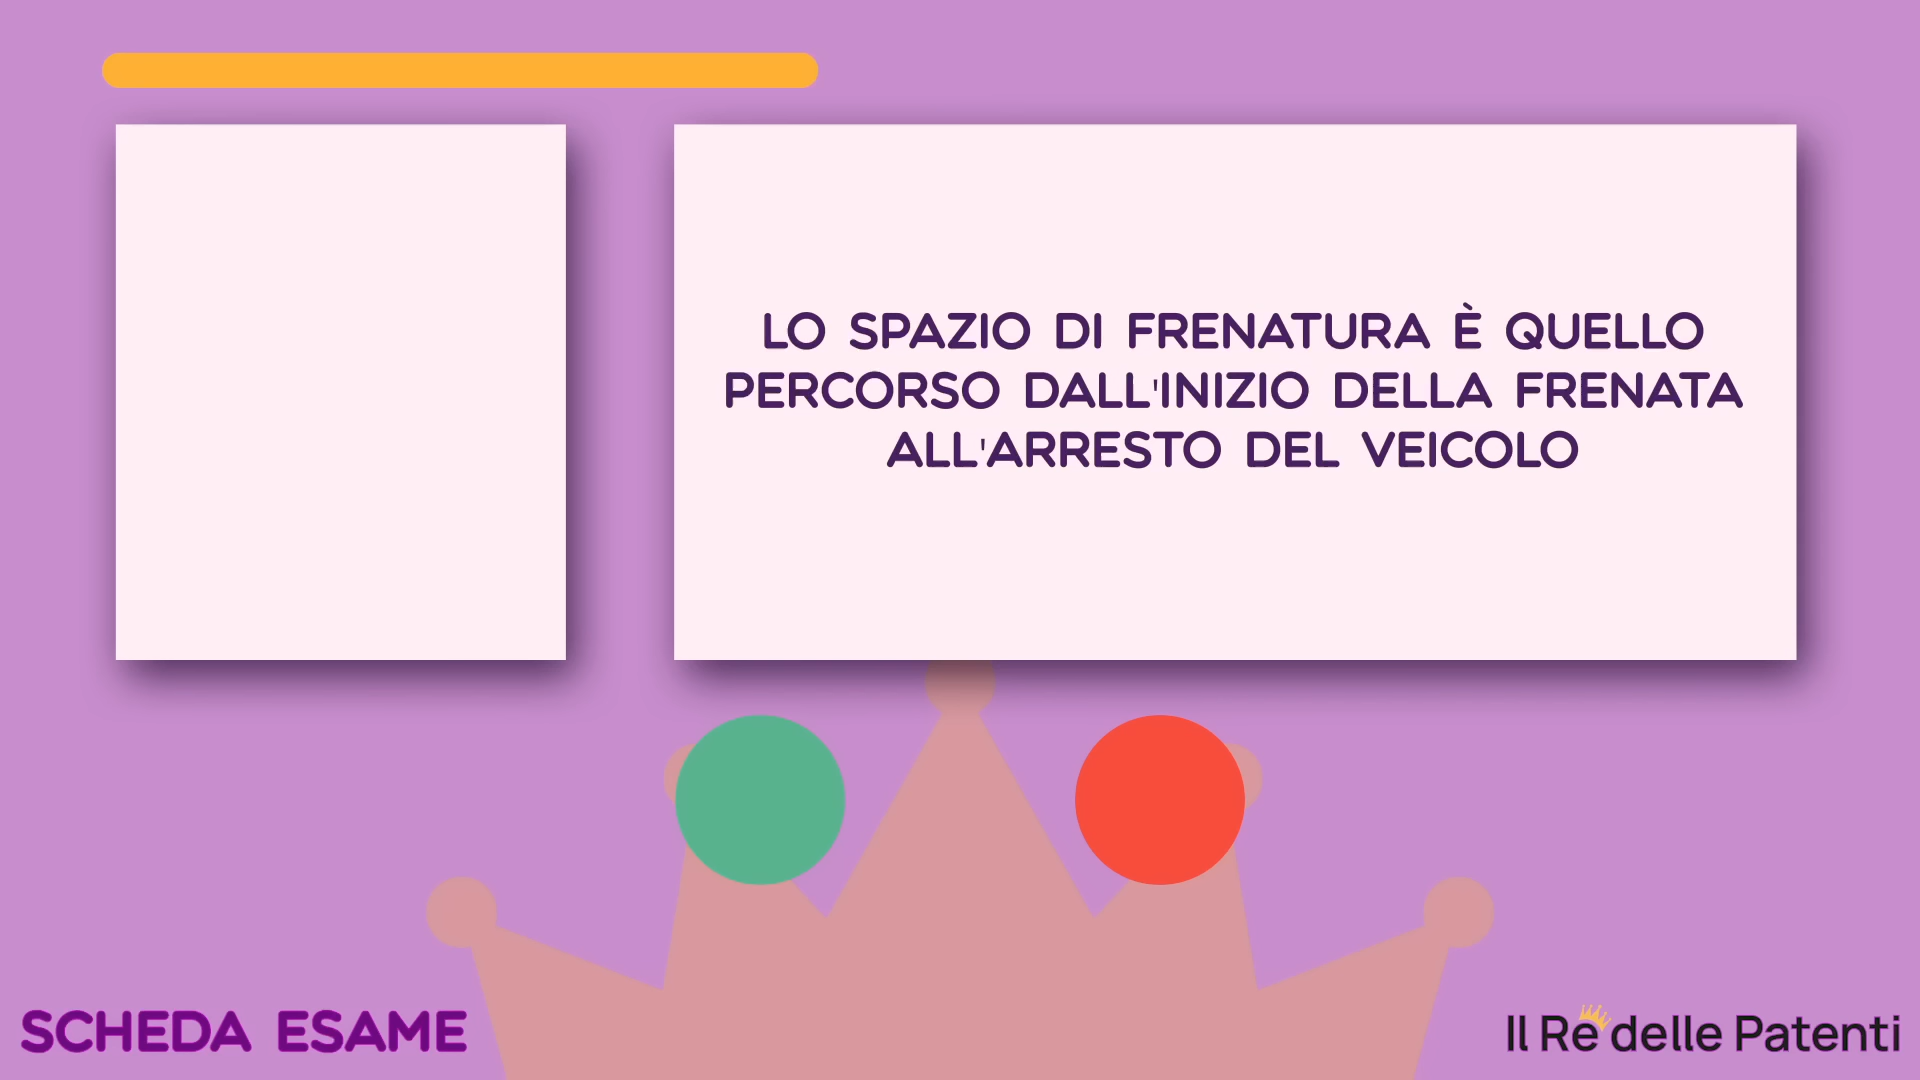 LO SPAZIO DI FRENATURA È QUELLO
PERCORSO DALL'INIZIO DELLA FRENATA
ALL'ARRESTO DEL VEICOLO
SCHEDA ESAME
Il Re delle Patenti